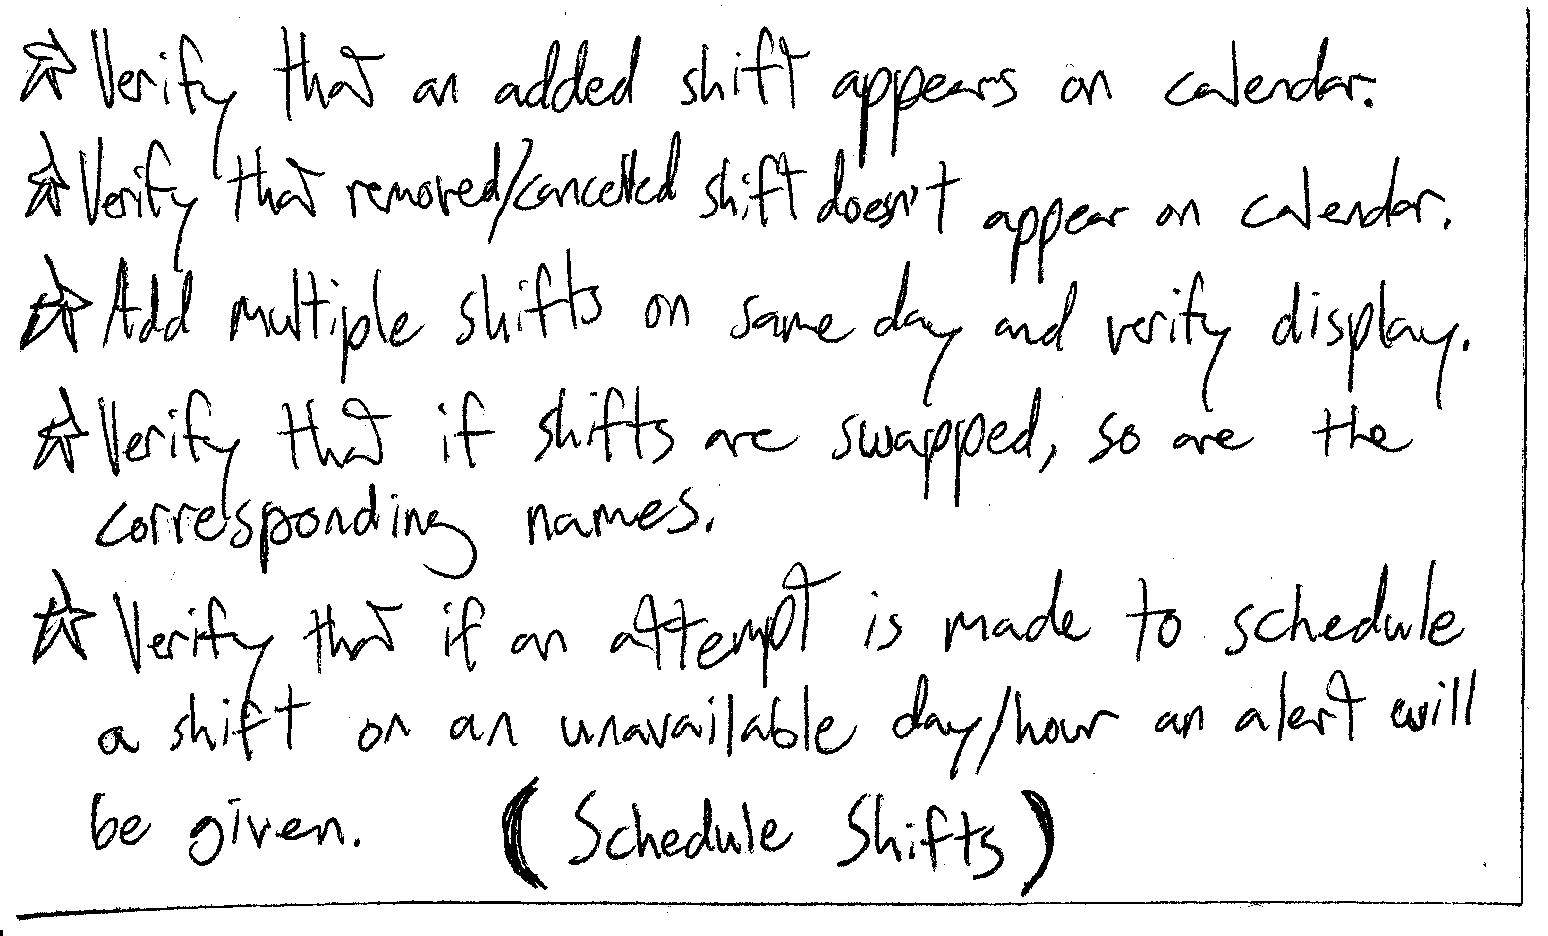 ☆ Verify that an added shift appears on calendar.
☆ Verify that removed/cancelled shift doesn't appear on calendar.
☆ Add multiple shifts on same day and verify display.
☆ Verify that if shifts are swapped, so are the
corresponding names.
☆ Verify that if an attempt is made to schedule
a shift on an unavailable day/hour an alert will
be given. (Schedule Shifts)